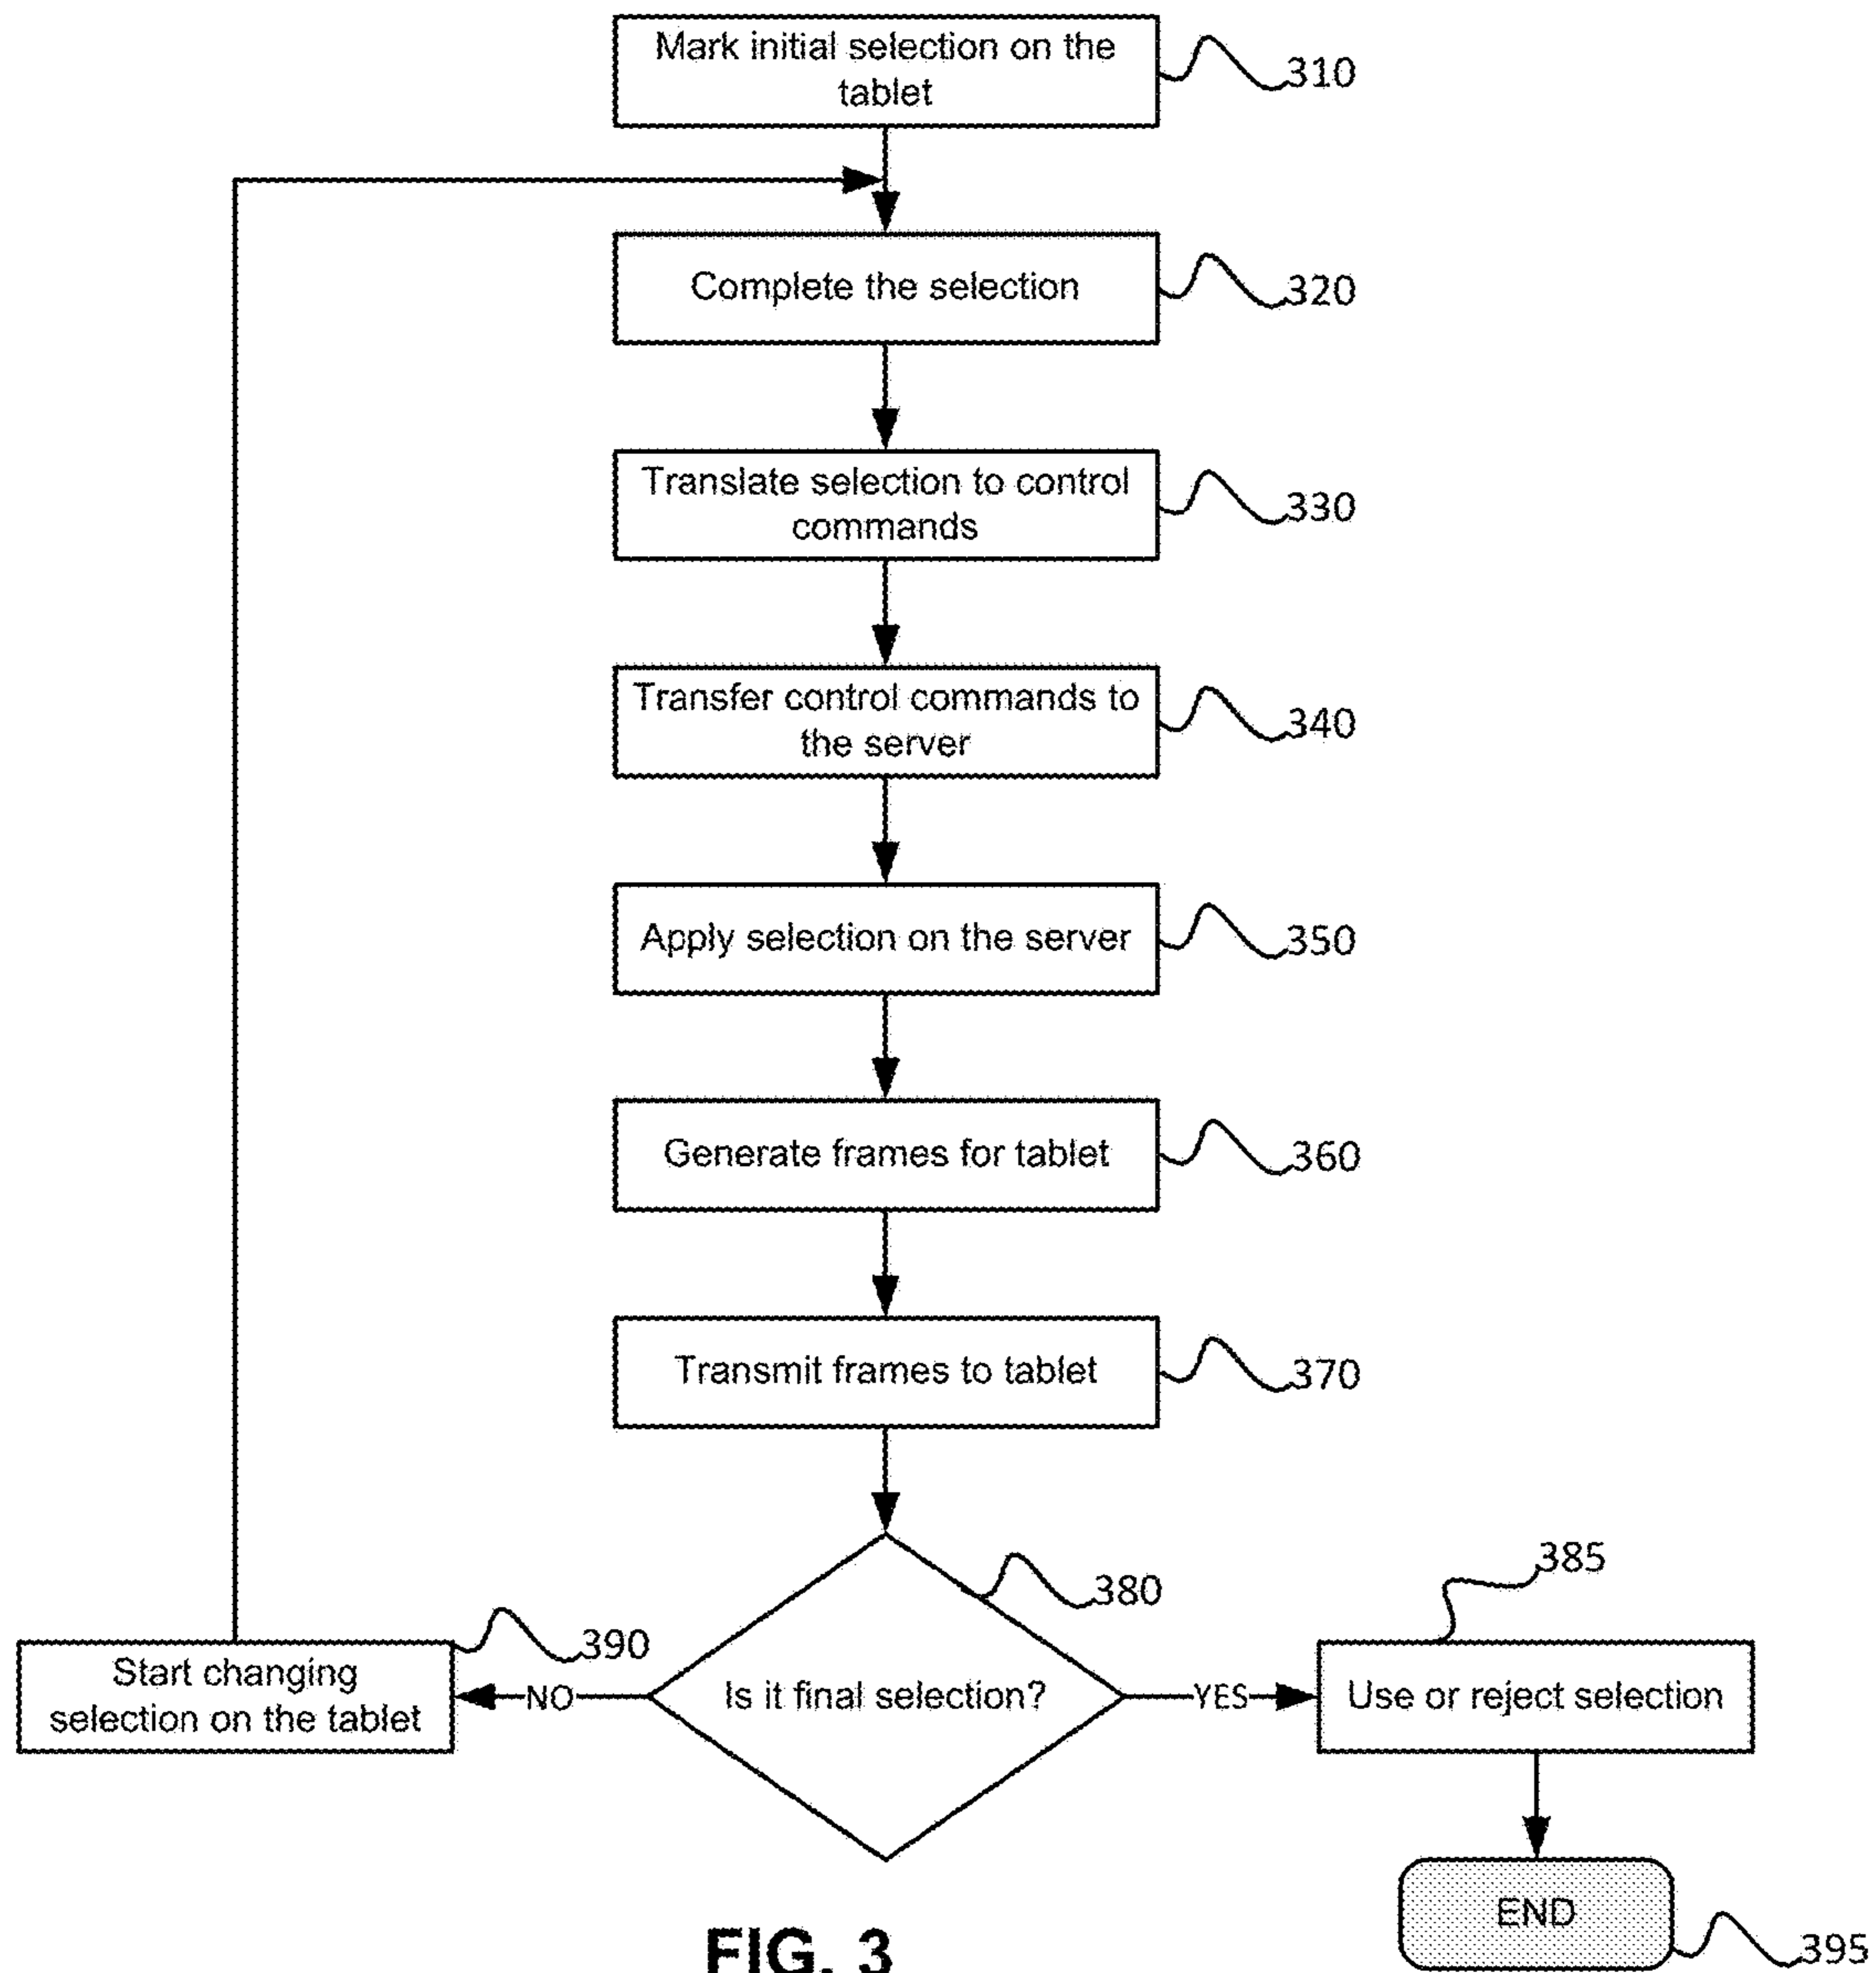 Mark initial selection on the
tablet
310
Complete the selection
320
Translate selection to control
commands
330
Transfer control commands to
the server
340
Apply selection on the server
350
Generate frames for tablet
360
Transmit frames to tablet
370
385
380
390
Start changing
selection on the tablet
NO
Is it final selection?
YES
Use or reject selection
END
395
FIG. 3